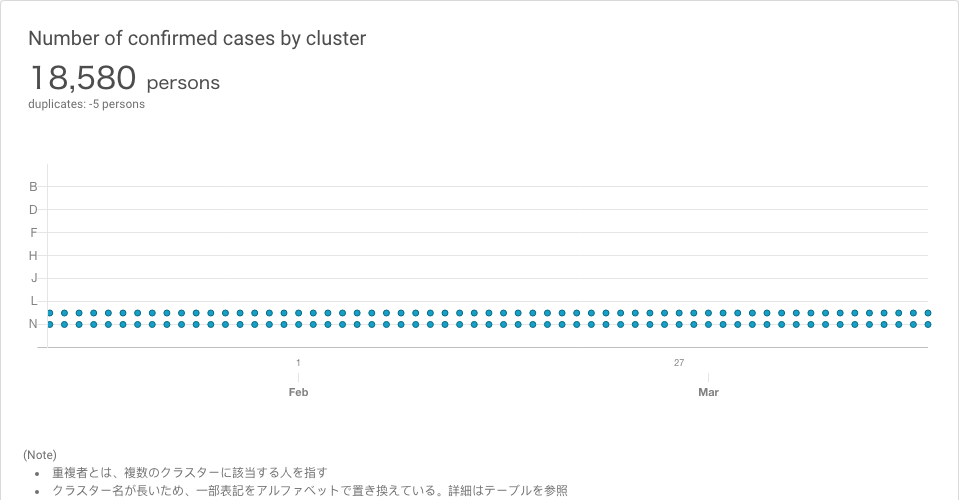 Number of confirmed cases by cluster
18,580 persons
duplicates: -5 persons
B
D
F
H
J
L
N
1
27
Feb
Mar
(Note)
• 重複者とは、複数のクラスターに該当する人を指す
• クラスター名が長いため、一部表記をアルファベットで置き換えている。詳細はテーブルを参照